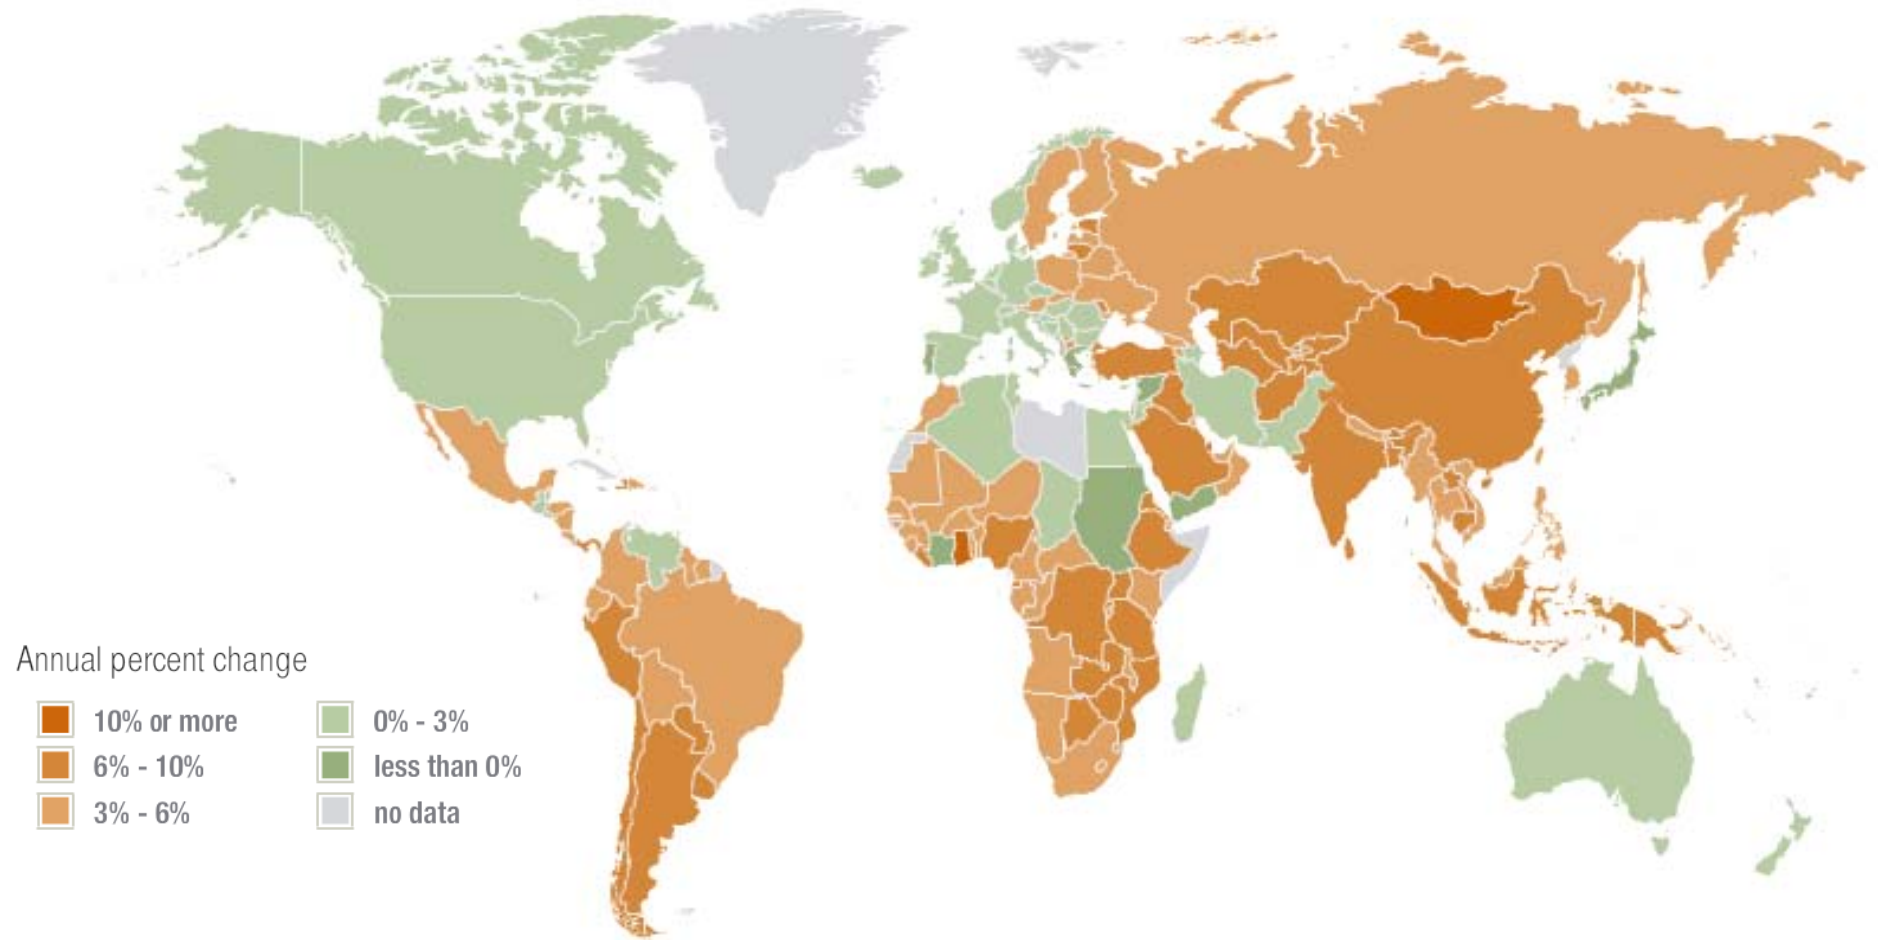 Annual percent change
10% or more
6% - 10%
3% - 6%
0% - 3%
less than 0%
no data